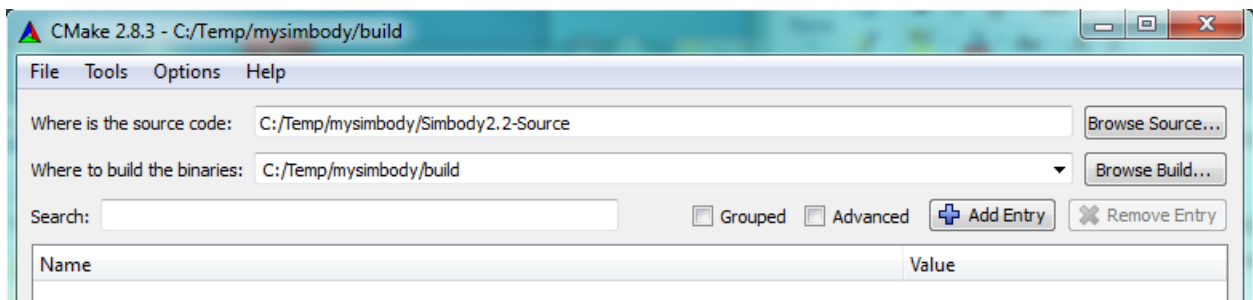 CMake 2.8.3 - C:/Temp/mysimbody/build
File Tools Options Help
Where is the source code: C:/Temp/mysimbody/Simbody2.2-Source Browse Source...
Where to build the binaries: C:/Temp/mysimbody/build Browse Build...
Search: Grouped Advanced Add Entry Remove Entry
Name Value